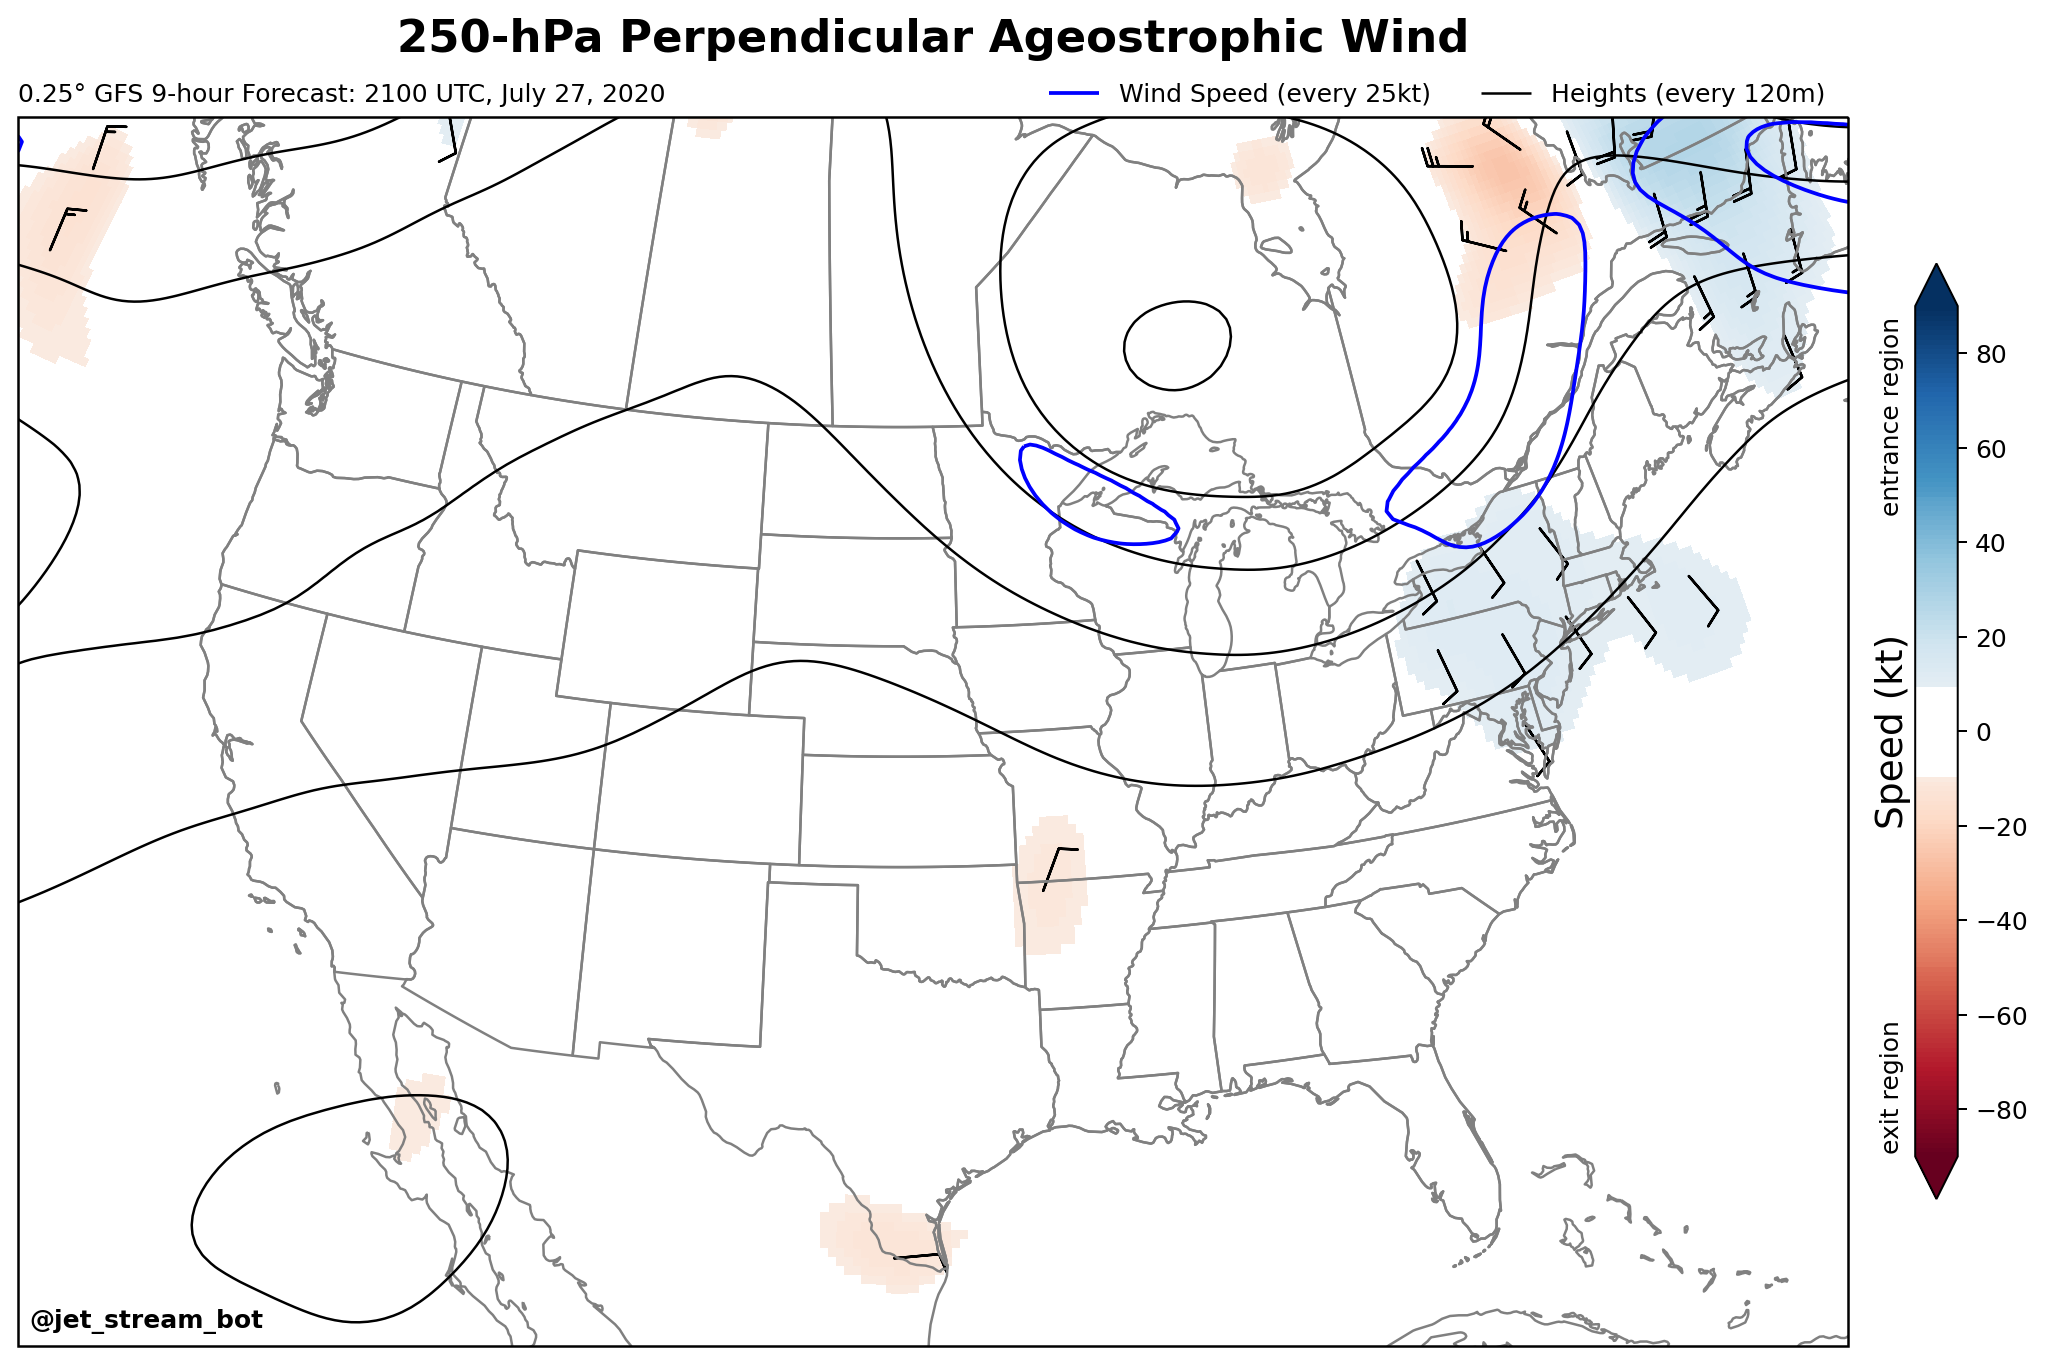 250-hPa Perpendicular Ageostrophic Wind
0.25° GFS 9-hour Forecast: 2100 UTC, July 27, 2020
Wind Speed (every 25kt)
Heights (every 120m)
entrance region
Speed (kt)
exit region
80
60
40
20
0
−20
−40
−60
−80
@jet_stream_bot